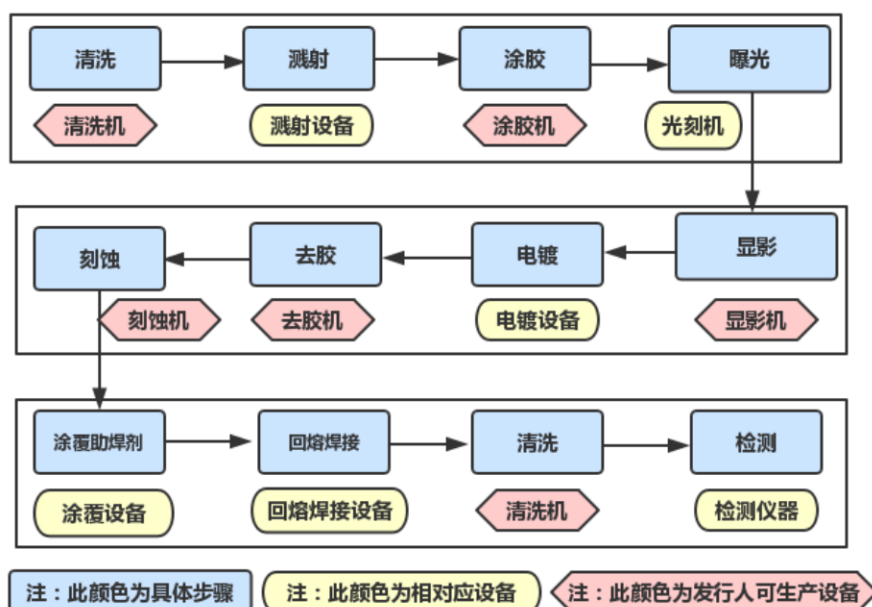 清洗
溅射
涂胶
曝光
清洗机
溅射设备
涂胶机
光刻机
刻蚀
去胶
电镀
显影
刻蚀机
去胶机
电镀设备
显影机
涂覆助焊剂
回熔焊接
清洗
检测
涂覆设备
回熔焊接设备
清洗机
检测仪器
注：此颜色为具体步骤
注：此颜色为相对应设备
注：此颜色为发行人可生产设备